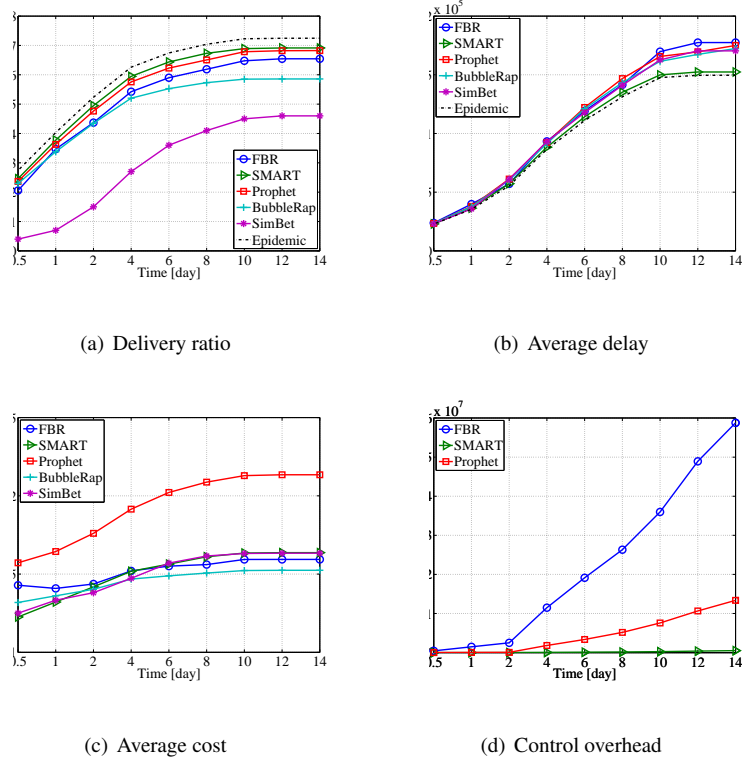 FBR
SMART
Prophet
BubbleRap
SimBet
Epidemic
0.5 1 2 4 6 8 10 12 14
Time [day]
(a) Delivery ratio
x 10^5
FBR
SMART
Prophet
BubbleRap
SimBet
Epidemic
0.5 1 2 4 6 8 10 12 14
Time [day]
(b) Average delay
FBR
SMART
Prophet
BubbleRap
SimBet
0.5 1 2 4 6 8 10 12 14
Time [day]
(c) Average cost
x 10^7
FBR
SMART
Prophet
0.5 1 2 4 6 8 10 12 14
Time [day]
(d) Control overhead